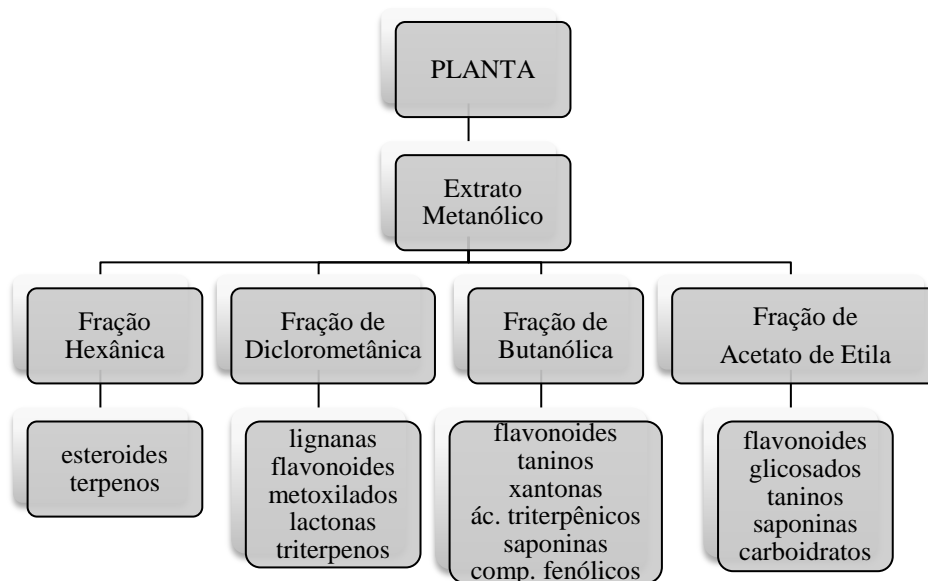 PLANTA
Extrato
Metanólico
Fração
Hexânica
Fração de
Diclorometânica
Fração de
Butanólica
Fração de
Acetato de Etila
esteroides
terpenos
lignanas
flavonoides
metoxilados
lactonas
triterpenos
flavonoides
taninos
xantonas
ác. triterpênicos
saponinas
comp. fenólicos
flavonoides
glicosados
taninos
saponinas
carboidratos